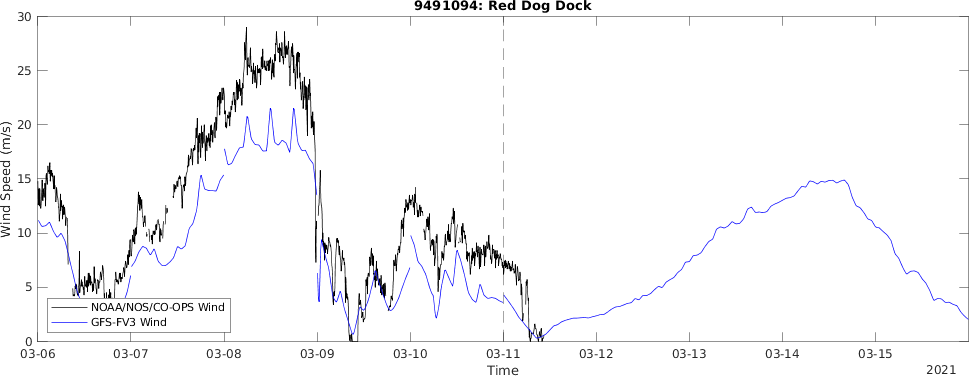 9491094: Red Dog Dock
30
25
20
15
10
5
0
Wind Speed (m/s)
NOAA/NOS/CO-OPS Wind
GFS-FV3 Wind
03-06 03-07 03-08 03-09 03-10 03-11 03-12 03-13 03-14 03-15
Time
2021